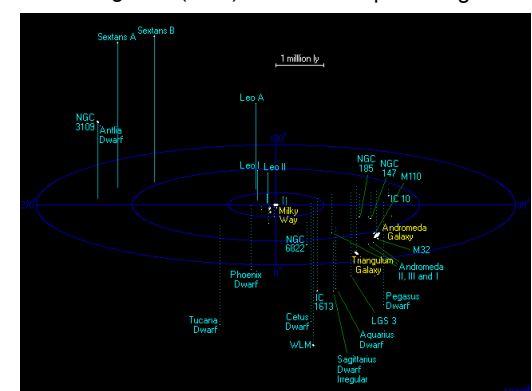 Sextans A
Sextans B
1 million ly
NGC
3109
Antlia
Dwarf
Leo A
180°
Leo I
Leo II
NGC
185
NGC
147
M110
IC 10
Milky
Way
Andromeda
Galaxy
NGC
6822
M32
Triangulum
Galaxy
Andromeda
II, III and I
0°
Phoenix
Dwarf
Pegasus
Dwarf
IC
1613
LGS 3
Tucana
Dwarf
Cetus
Dwarf
Aquarius
Dwarf
WLM
Sagittarius
Dwarf
Irregular